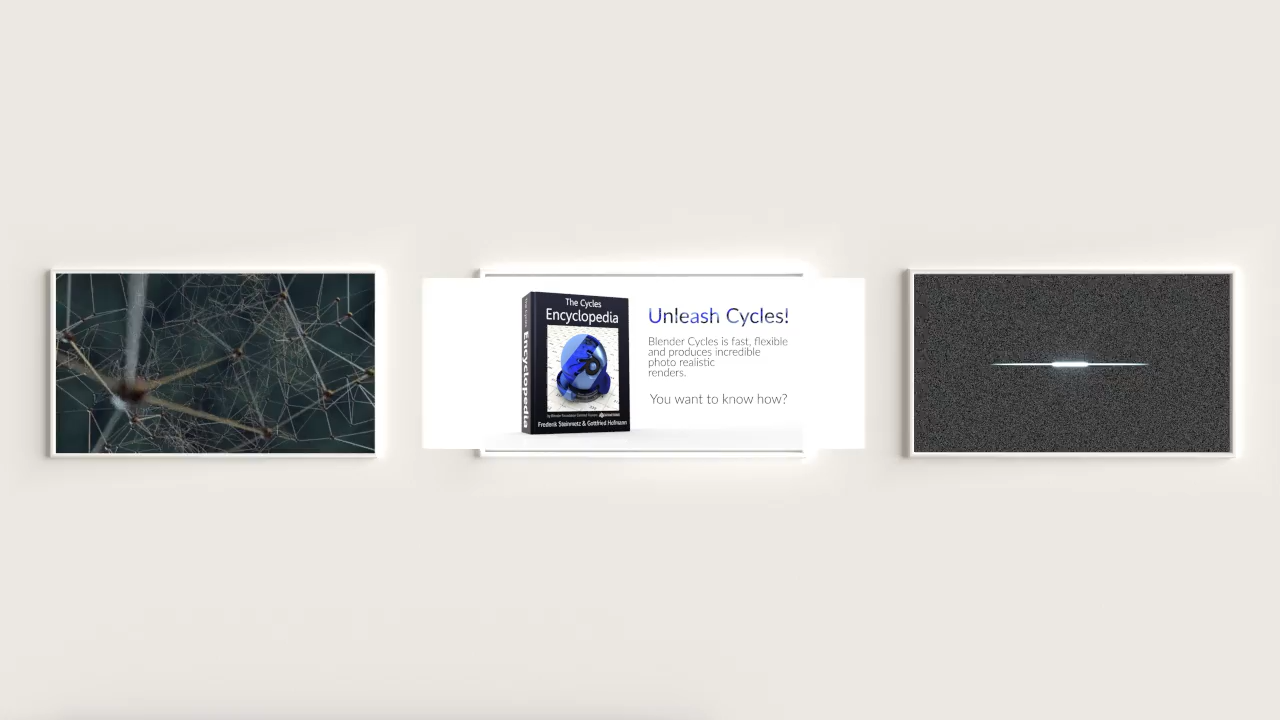 The Cycles
Encyclopedia
Encyclopedia
Frederik Steinmetz & Gottfried Hofmann
Unleash Cycles!
Blender Cycles is fast, flexible
and produces incredible
photo realistic
renders.
You want to know how?